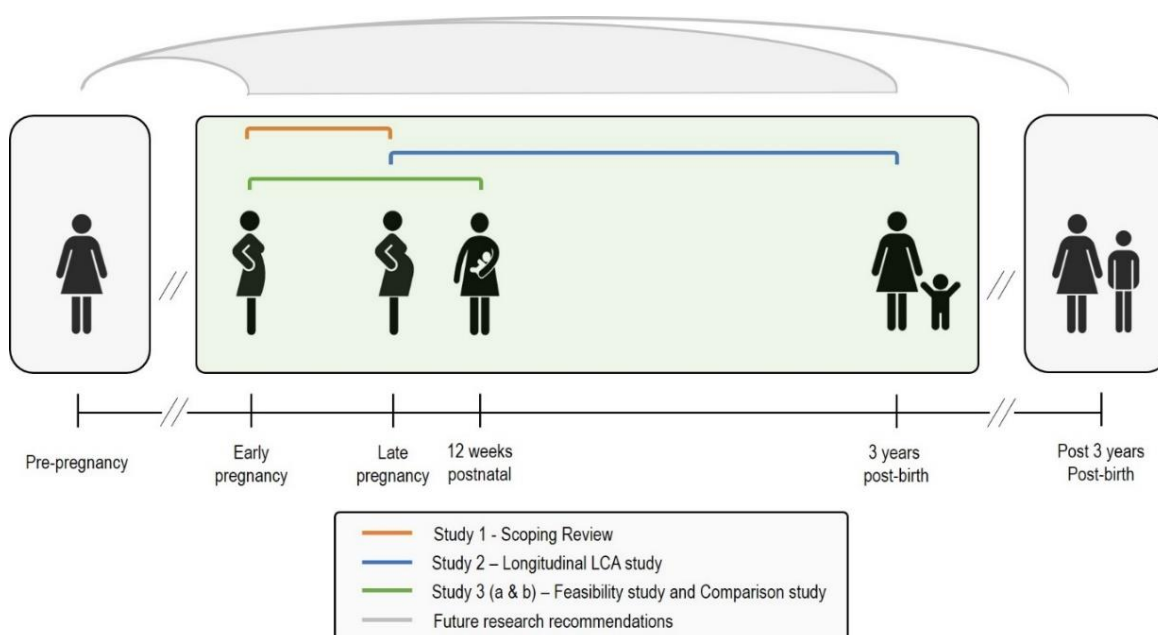 Pre-pregnancy
Early
pregnancy
Late
pregnancy
12 weeks
postnatal
3 years
post-birth
Post 3 years
Post-birth
Study 1 - Scoping Review
Study 2 – Longitudinal LCA study
Study 3 (a & b) – Feasibility study and Comparison study
Future research recommendations